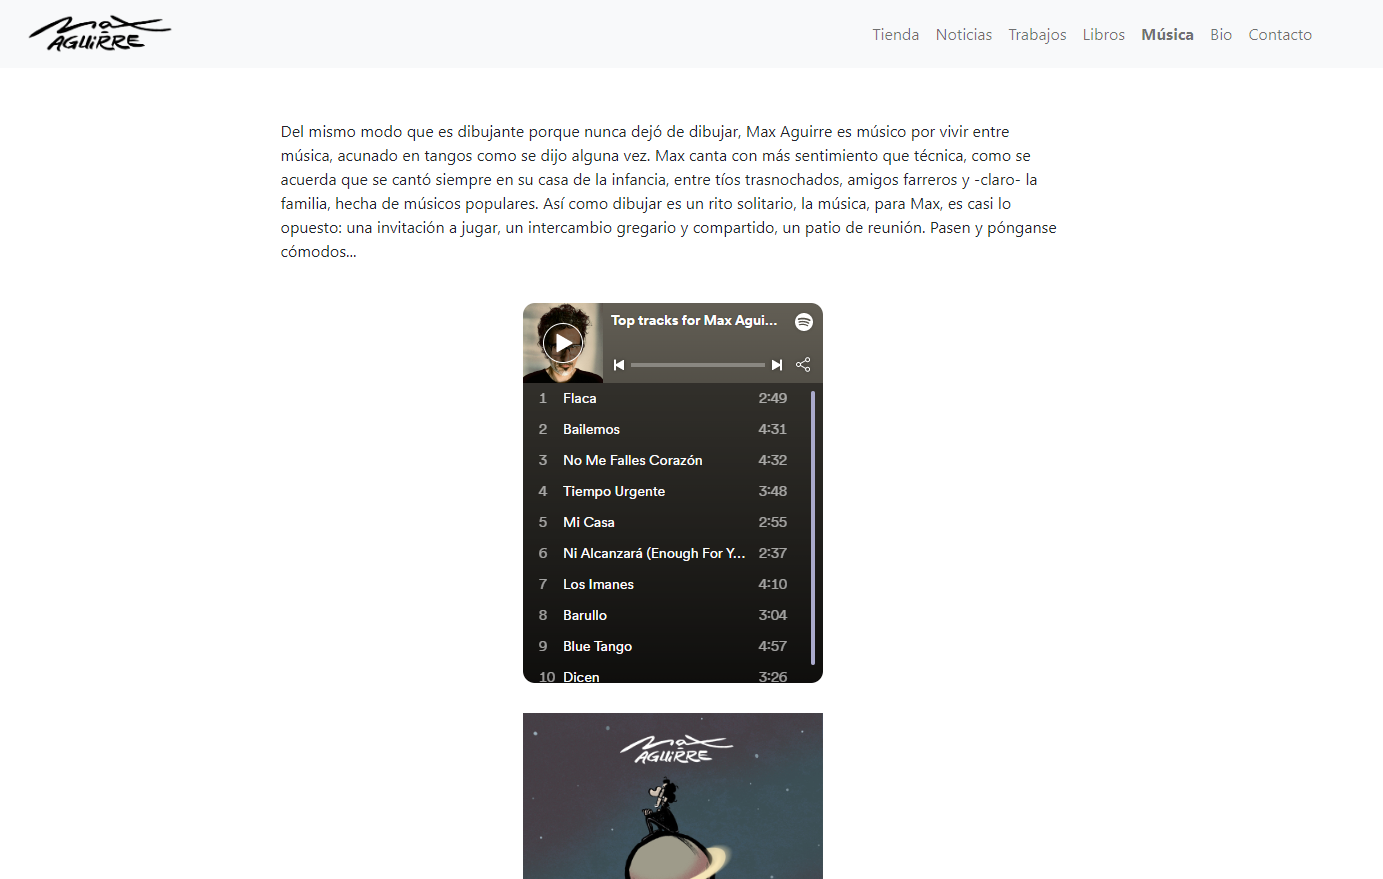 Max AGUIRRE
Tienda Noticias Trabajos Libros Música Bio Contacto
Del mismo modo que es dibujante porque nunca dejó de dibujar, Max Aguirre es músico por vivir entre
música, acunado en tangos como se dijo alguna vez. Max canta con más sentimiento que técnica, como se
acuerda que se cantó siempre en su casa de la infancia, entre tíos trasnochados, amigos farreros y -claro- la
familia, hecha de músicos populares. Así como dibujar es un rito solitario, la música, para Max, es casi lo
opuesto: una invitación a jugar, un intercambio gregario y compartido, un patio de reunión. Pasen y pónganse
cómodos...
Top tracks for Max Agui...
1 Flaca 2:49
2 Bailemos 4:31
3 No Me Falles Corazón 4:32
4 Tiempo Urgente 3:48
5 Mi Casa 2:55
6 Ni Alcanzará (Enough For Y... 2:37
7 Los Imanes 4:10
8 Barullo 3:04
9 Blue Tango 4:57
10 Dicen 3:26
Max AGUIRRE